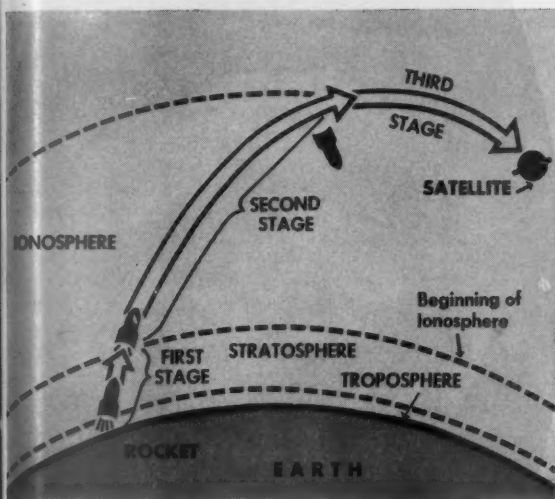 THIRD
STAGE
SATELLITE
SECOND
STAGE
IONOSPHERE
Beginning of
Ionosphere
FIRST
STAGE
STRATOSPHERE
TROPOSPHERE
ROCKET
EARTH